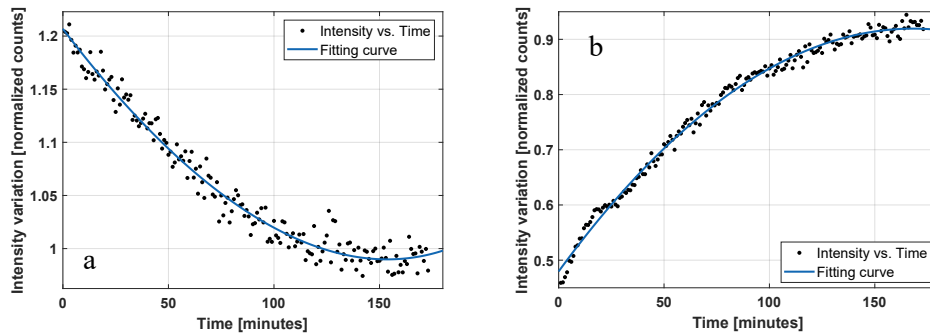 Intensity variation [normalized counts]
1.2
1.15
1.1
1.05
1
Intensity vs. Time
Fitting curve
a
0
50
100
150
Time [minutes]
Intensity variation [normalized counts]
0.9
0.8
0.7
0.6
0.5
b
Intensity vs. Time
Fitting curve
0
50
100
150
Time [minutes]